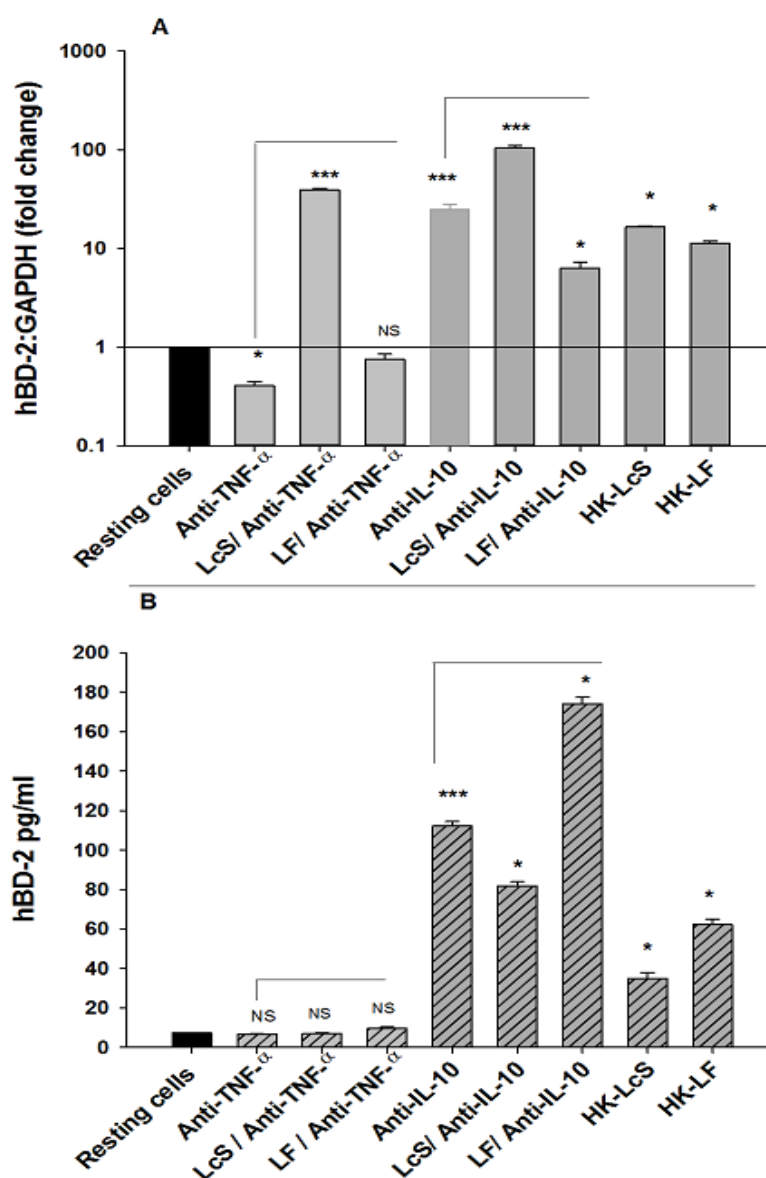 A
hBD-2:GAPDH (fold change)
1000
100
10
1
0.1
*
***
NS
***
***
*
*
*
Resting cells
Anti-TNF-α
LcS/ Anti-TNF-α
LF/ Anti-TNF-α
Anti-IL-10
LcS/ Anti-IL-10
LF/ Anti-IL-10
HK-LcS
HK-LF
B
hBD-2 pg/ml
200
180
160
140
120
100
80
60
40
20
0
NS
NS
NS
***
*
*
*
*
Resting cells
Anti-TNF-α
LcS / Anti-TNF-α
LF / Anti-TNF-α
Anti-IL-10
LcS/ Anti-IL-10
LF/ Anti-IL-10
HK-LcS
HK-LF